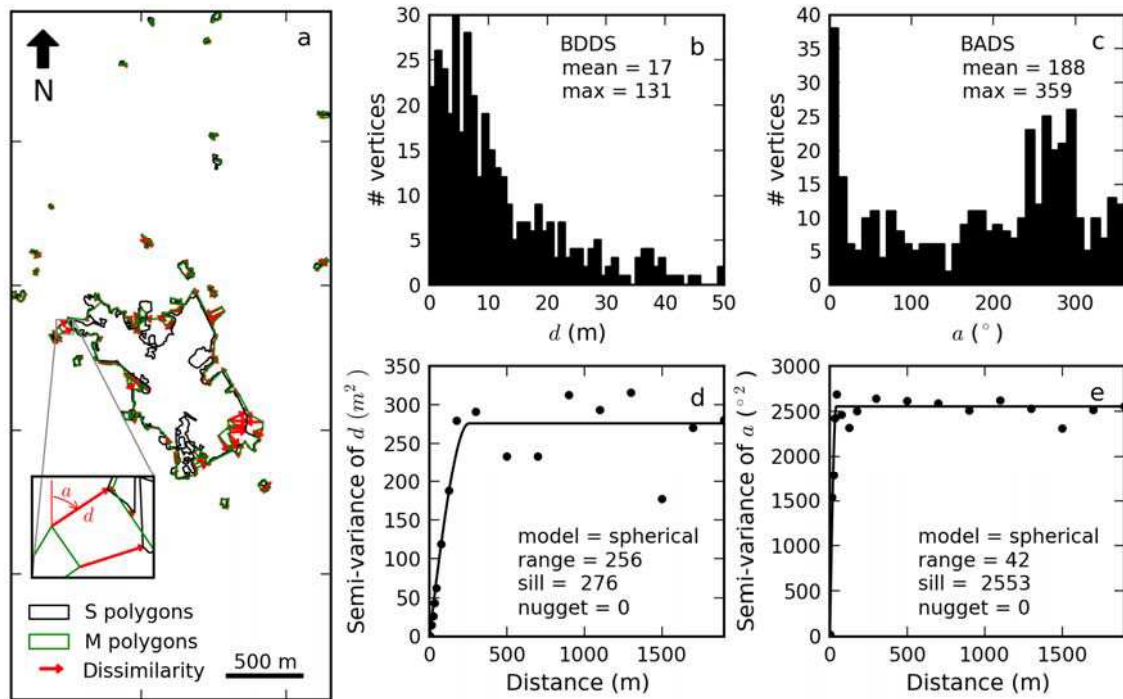 a
N
a
d
S polygons
M polygons
Dissimilarity
500 m
b
BDDS
mean = 17
max = 131
# vertices
30
25
20
15
10
5
0
0 10 20 30 40 50
d (m)
c
BADS
mean = 188
max = 359
# vertices
40
35
30
25
20
15
10
5
0
0 100 200 300
a (°)
d
Semi-variance of d (m²)
350
300
250
200
150
100
50
0
model = spherical
range = 256
sill = 276
nugget = 0
0 500 1000 1500
Distance (m)
e
Semi-variance of a (°²)
3000
2500
2000
1500
1000
500
0
model = spherical
range = 42
sill = 2553
nugget = 0
0 500 1000 1500
Distance (m)